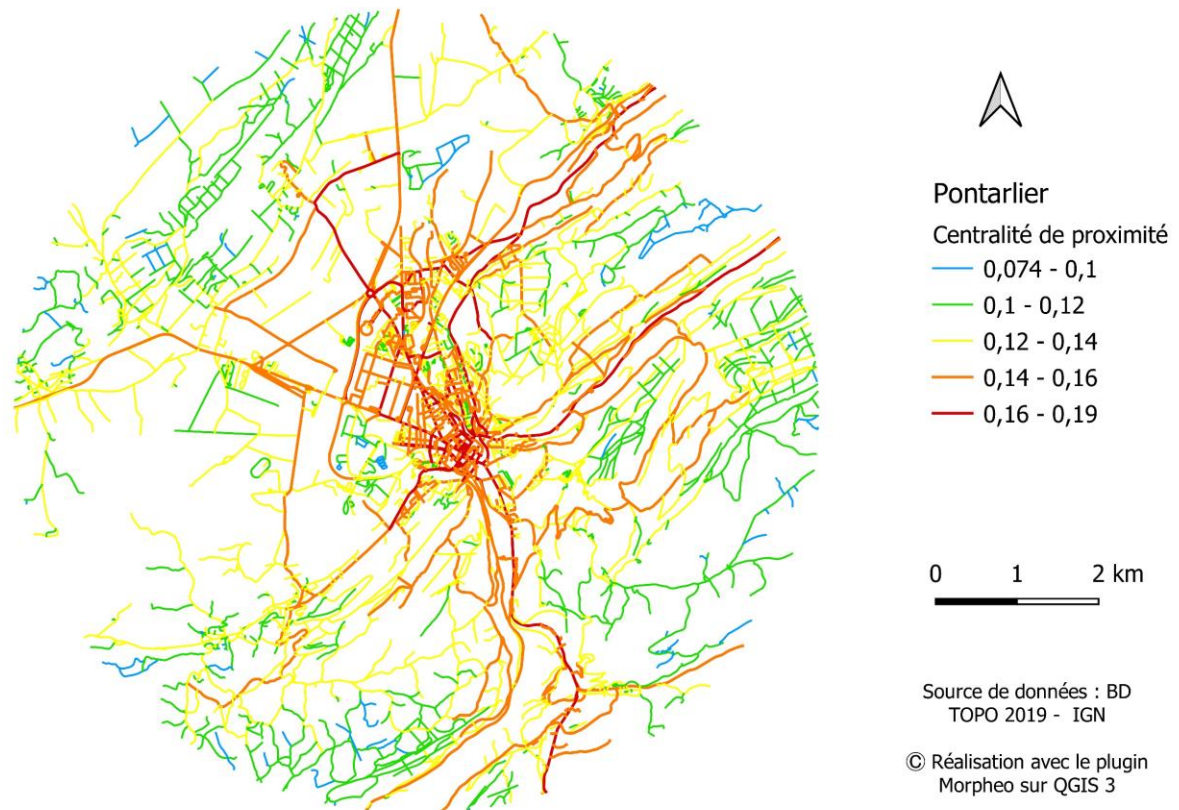 Pontarlier
Centralité de proximité
0,074 - 0,1
0,1 - 0,12
0,12 - 0,14
0,14 - 0,16
0,16 - 0,19
0 1 2 km
Source de données : BD
TOPO 2019 - IGN
© Réalisation avec le plugin
Morpheo sur QGIS 3